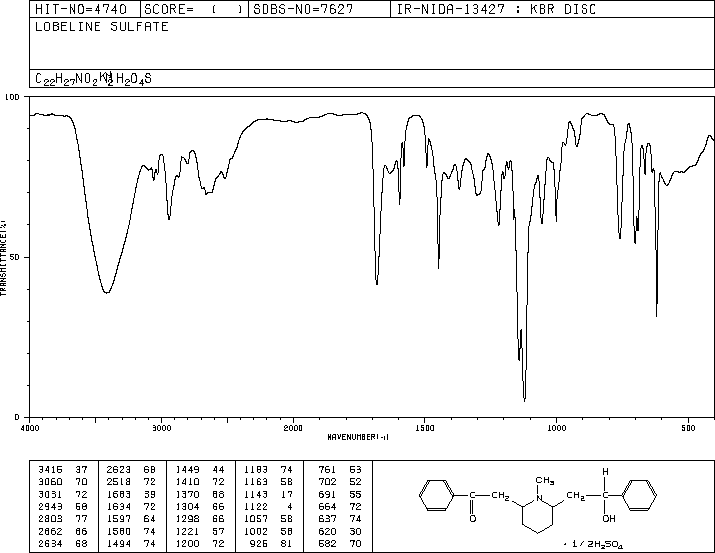 HIT-NO=4740 SCORE= ( ) SDBS-NO=7627 IR-NIDA-13427 : KBR DISC
LOBELINE SULFATE
C22H27NO2 H2O4S
100
TRANSMITTANCE(%)
50
0
4000 3000 2000 1500 1000 500
WAVENUMBER(-1)
3415 37 2623 68 1449 44 1183 74 761 53
3060 70 2518 72 1410 72 1163 58 702 52
3031 72 1683 39 1370 68 1143 17 691 55
2943 58 1634 72 1304 66 1122 4 664 72
2803 77 1597 64 1298 66 1057 58 637 74
2662 66 1580 74 1221 57 1002 58 620 30
2634 68 1494 74 1200 72 926 81 582 70
CH3
H
N
CH2
CH2
C
C
O
OH
· 1/2H2SO4